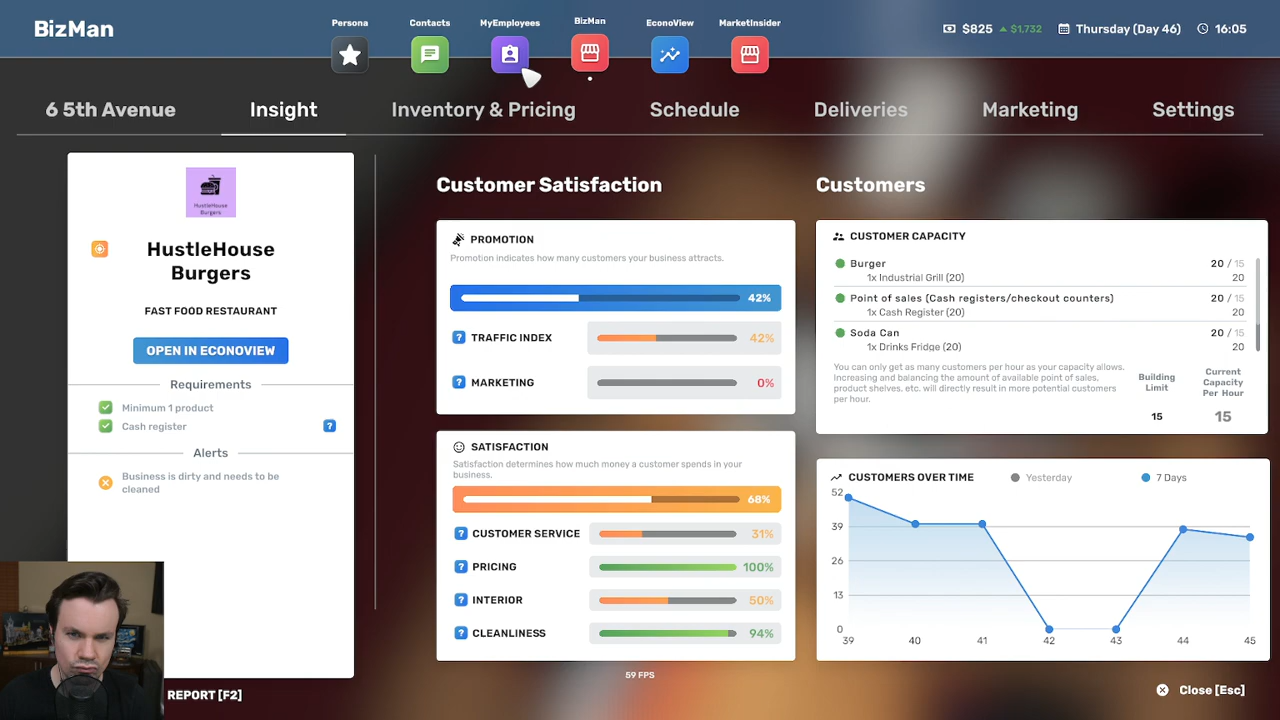 BizMan
Persona
Contacts
MyEmployees
BizMan
EconoView
MarketInsider
$825 $1,732 Thursday (Day 46) 16:05
6 5th Avenue Insight Inventory & Pricing Schedule Deliveries Marketing Settings
HustleHouse
Burgers
HustleHouse
Burgers
FAST FOOD RESTAURANT
OPEN IN ECONOVIEW
Requirements
Minimum 1 product
Cash register ?
Alerts
Business is dirty and needs to be
cleaned
REPORT [F2]
Customer Satisfaction
PROMOTION
Promotion indicates how many customers your business attracts.
42%
? TRAFFIC INDEX 42%
? MARKETING 0%
SATISFACTION
Satisfaction determines how much money a customer spends in your
business.
68%
? CUSTOMER SERVICE 31%
? PRICING 100%
? INTERIOR 50%
? CLEANLINESS 94%
59 FPS
Customers
CUSTOMER CAPACITY
Burger 20 / 15
1x Industrial Grill (20) 20
Point of sales (Cash registers/checkout counters) 20 / 15
1x Cash Register (20) 20
Soda Can 20 / 15
1x Drinks Fridge (20) 20
You can only get as many customers per hour as your capacity allows.
Increasing and balancing the amount of available point of sales,
product shelves, etc. will directly result in more potential customers
per hour.
Building
Limit
15
Current
Capacity
Per Hour
15
CUSTOMERS OVER TIME Yesterday 7 Days
52
39
26
13
0
39 40 41 42 43 44 45
Close [Esc]